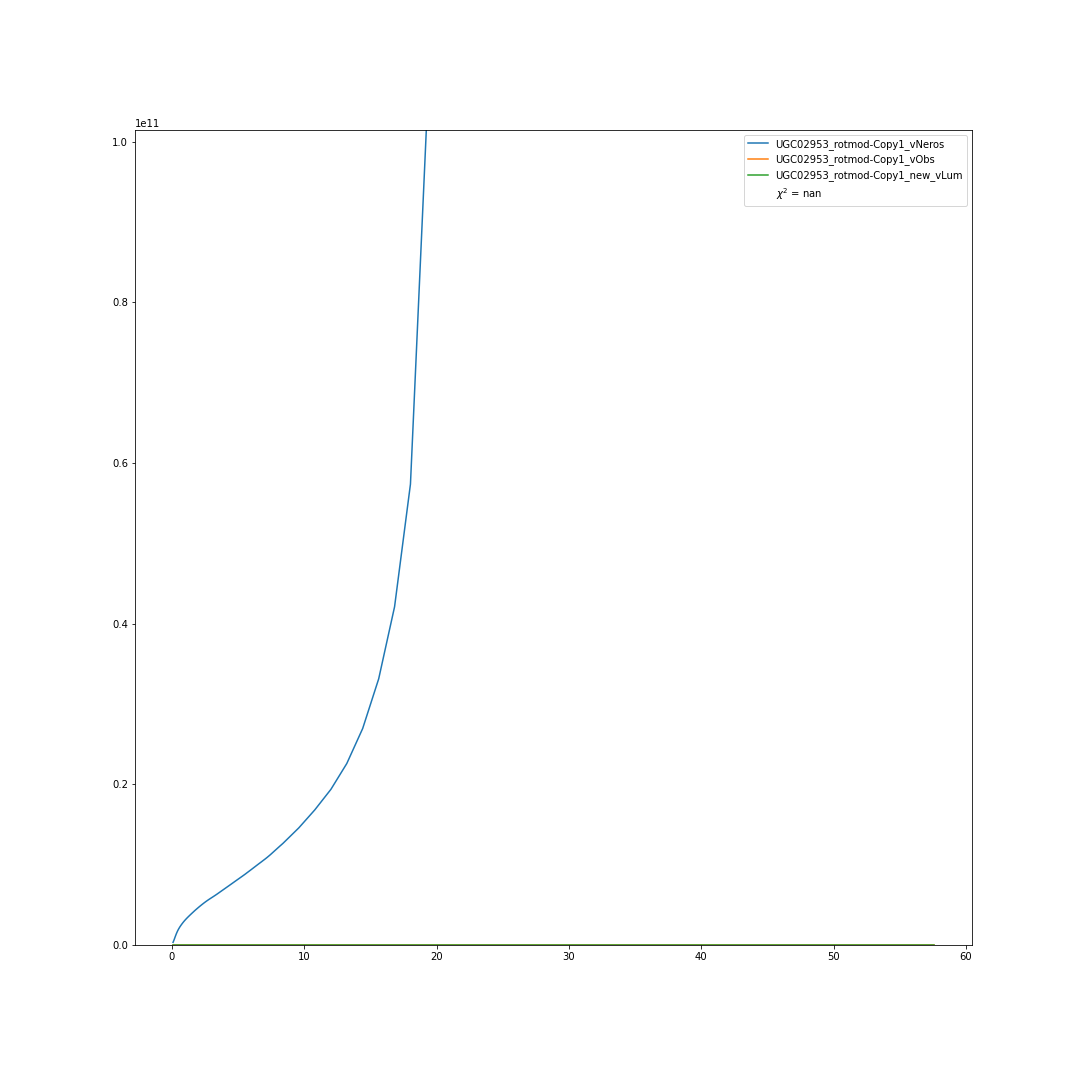 1e11
1.0
0.8
0.6
0.4
0.2
0.0
0 10 20 30 40 50 60
UGC02953_rotmod-Copy1_vNeros
UGC02953_rotmod-Copy1_vObs
UGC02953_rotmod-Copy1_new_vLum
χ² = nan